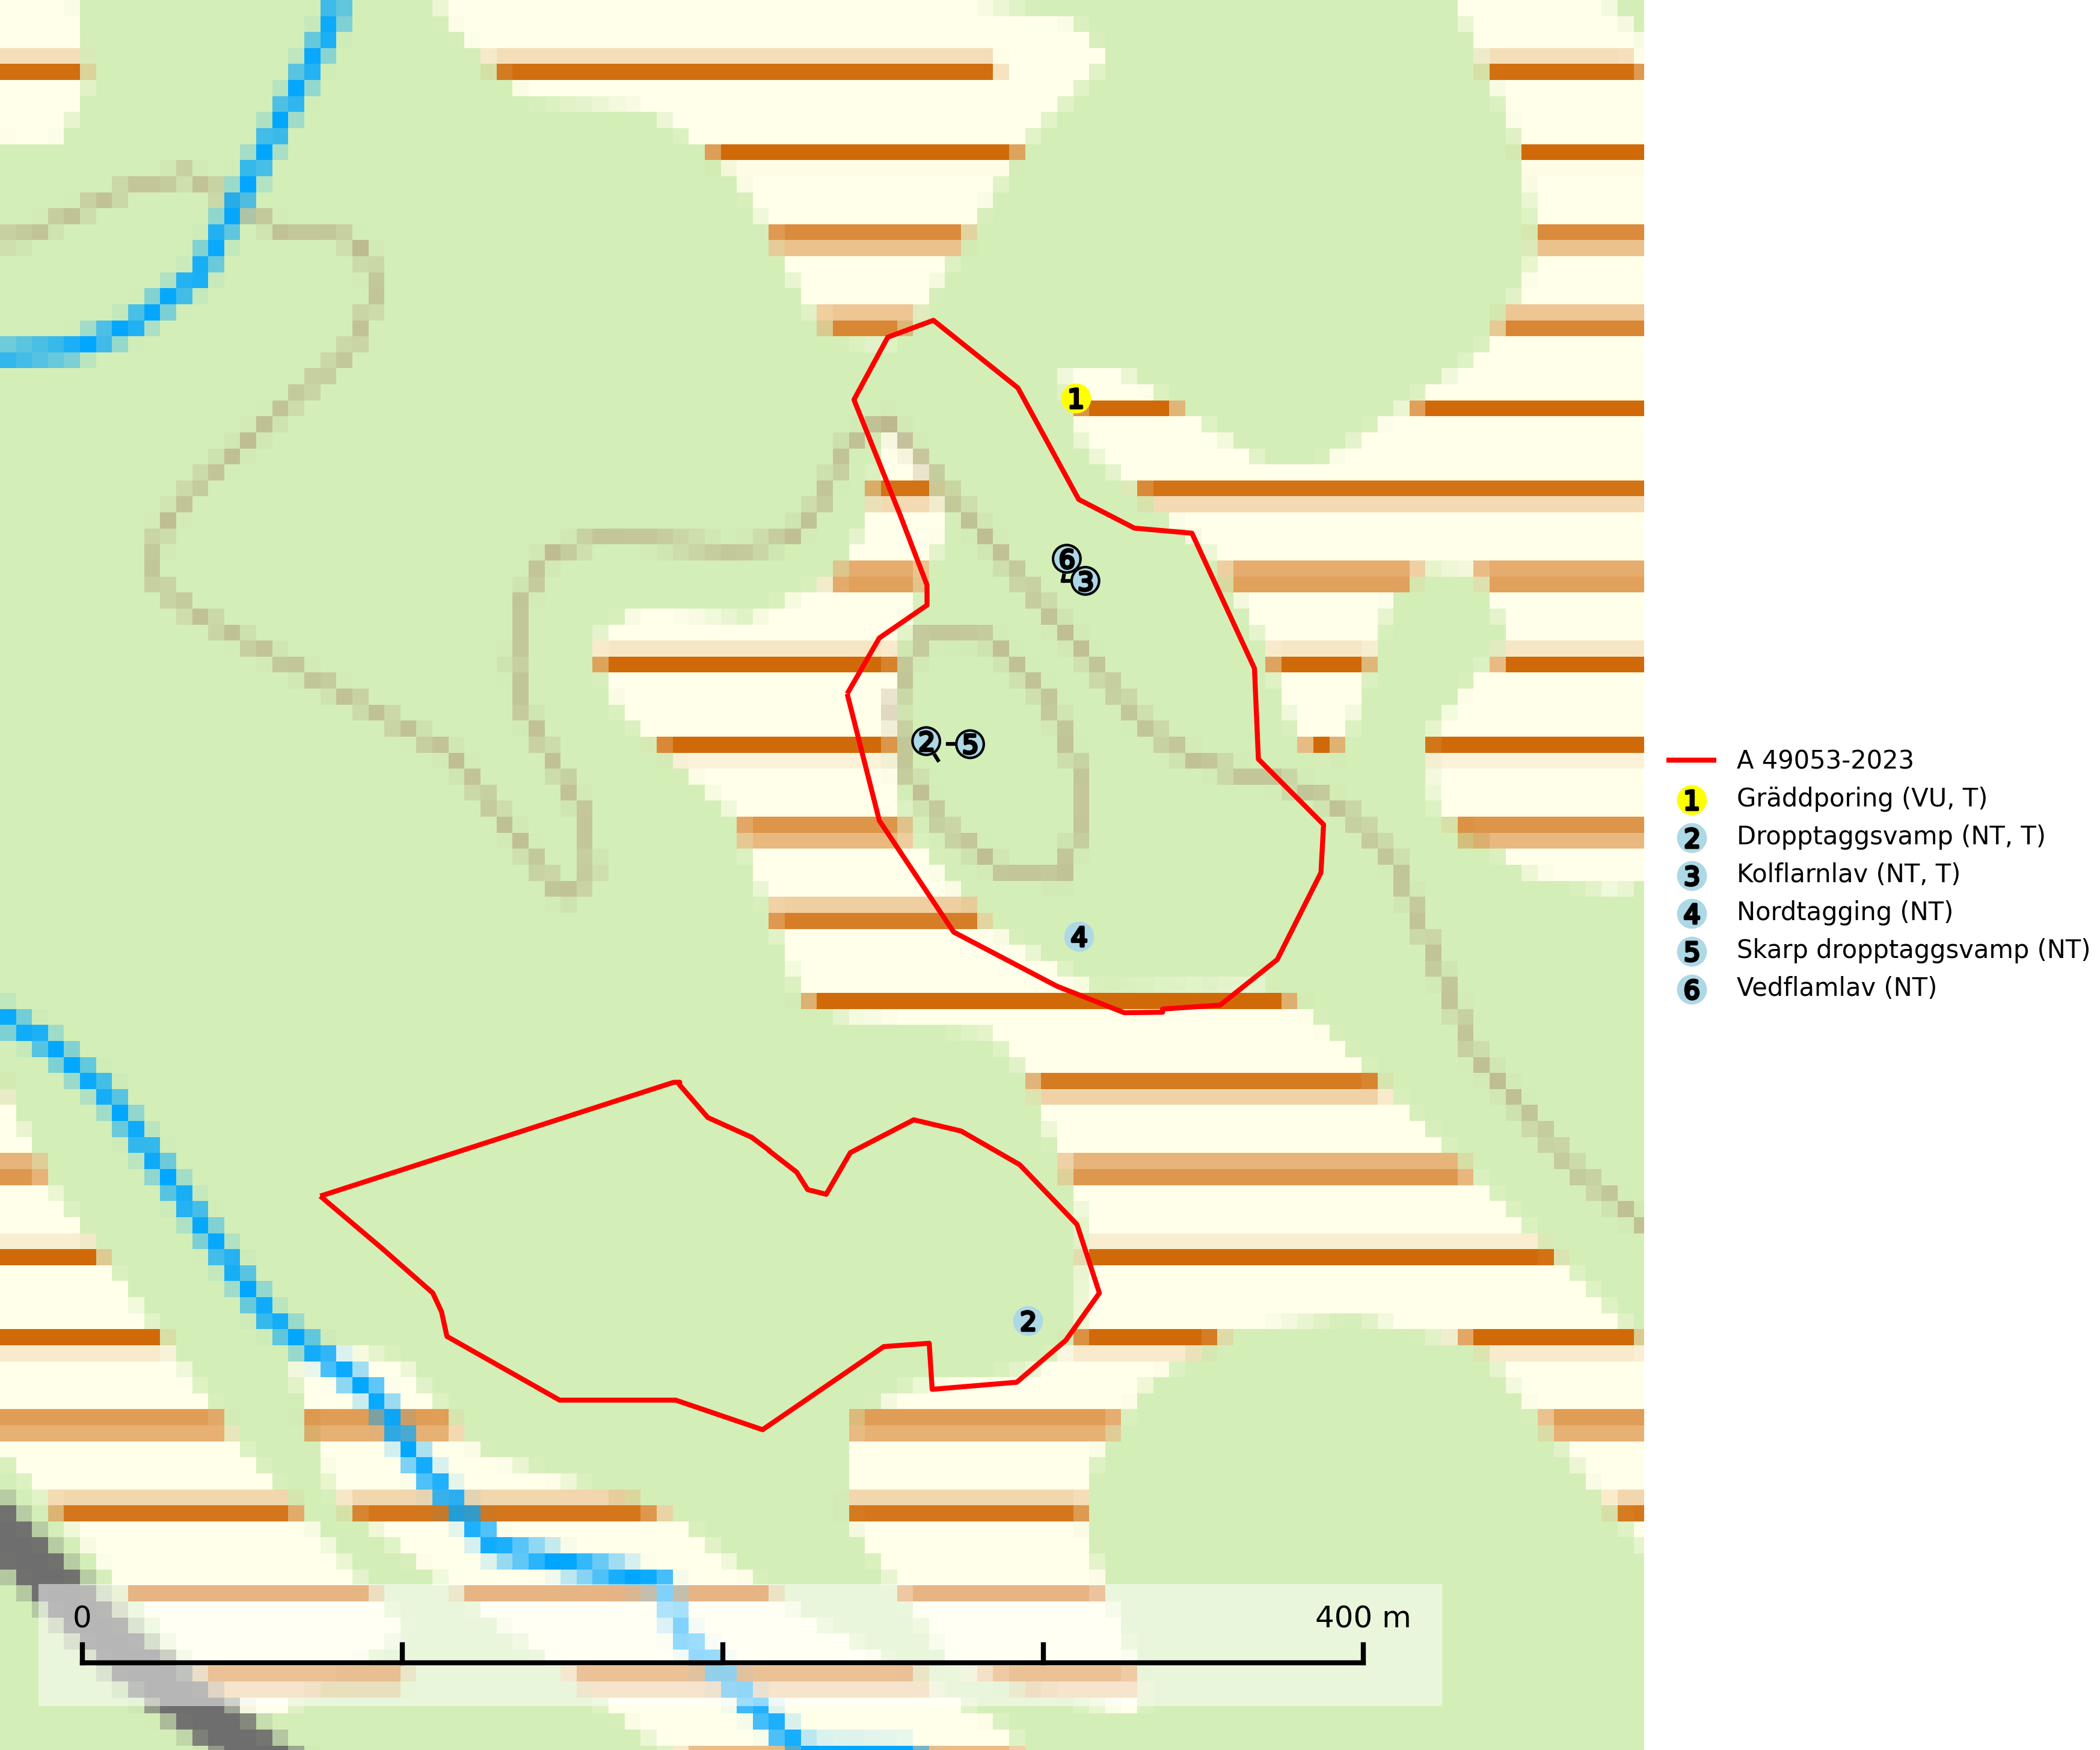 1
6
3
2
5
4
2
0
400 m
A 49053-2023
1 Gräddporing (VU, T)
2 Dropptaggsvamp (NT, T)
3 Kolflarnlav (NT, T)
4 Nordtagging (NT)
5 Skarp dropptaggsvamp (NT)
6 Vedflamlav (NT)